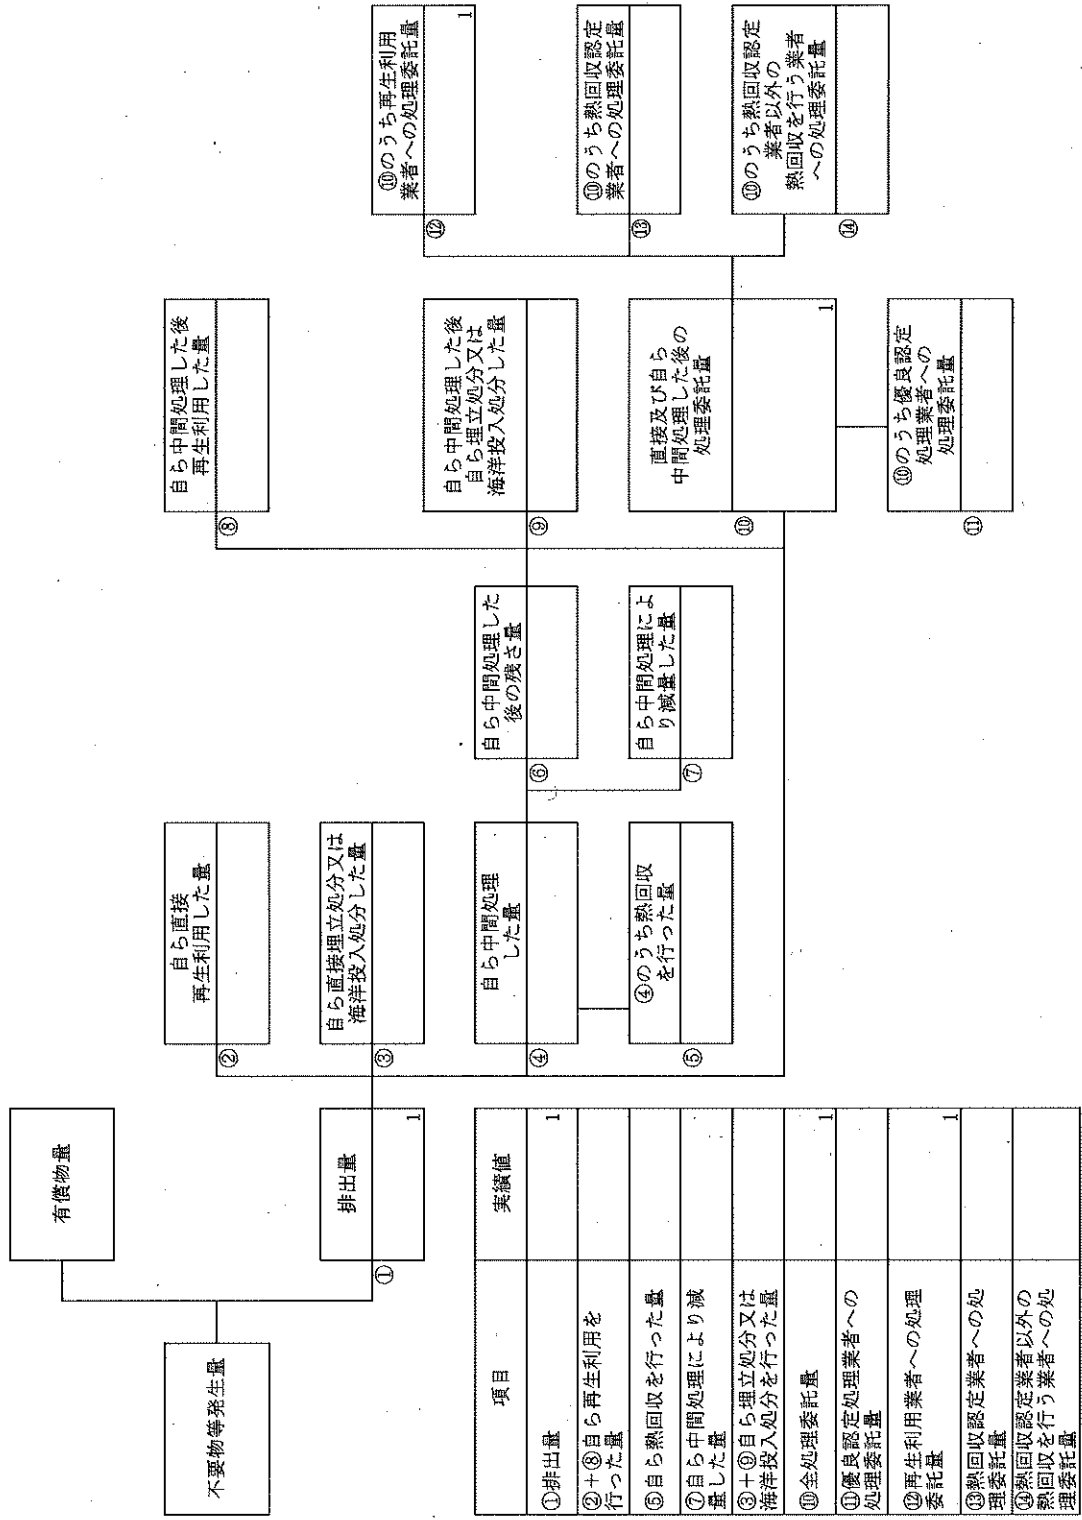 不要物等発生量
有償物量
①
排出量
1
②
自ら直接
再生利用した量
③
自ら直接埋立処分又は
海洋投入処分した量
④
自ら中間処理
した量
⑤
④のうち熱回収
を行った量
⑥
自ら中間処理した
後の残さ量
⑦
自ら中間処理によ
り減量した量
⑧
自ら中間処理した後
再生利用した量
⑨
自ら中間処理した後
自ら埋立処分又は
海洋投入処分した量
⑩
直接及び自ら
中間処理した後の
処理委託量
1
⑪
⑩のうち優良認定
処理業者への
処理委託量
⑫
⑩のうち再生利用
業者への処理委託量
1
⑬
⑩のうち熱回収認定
業者への処理委託量
⑭
⑩のうち熱回収認定
業者以外の
熱回収を行う業者
への処理委託量
項目 実績値
①排出量 1
②+⑧自ら再生利用を
行った量
⑤自ら熱回収を行った量
⑦自ら中間処理により減
量した量
③+⑨自ら埋立処分又は
海洋投入処分を行った量
⑩全処理委託量 1
⑪優良認定処理業者への
処理委託量
⑫再生利用業者への処理
委託量 1
⑬熱回収認定業者への処
理委託量
⑭熱回収認定業者以外の
熱回収を行う業者への処
理委託量